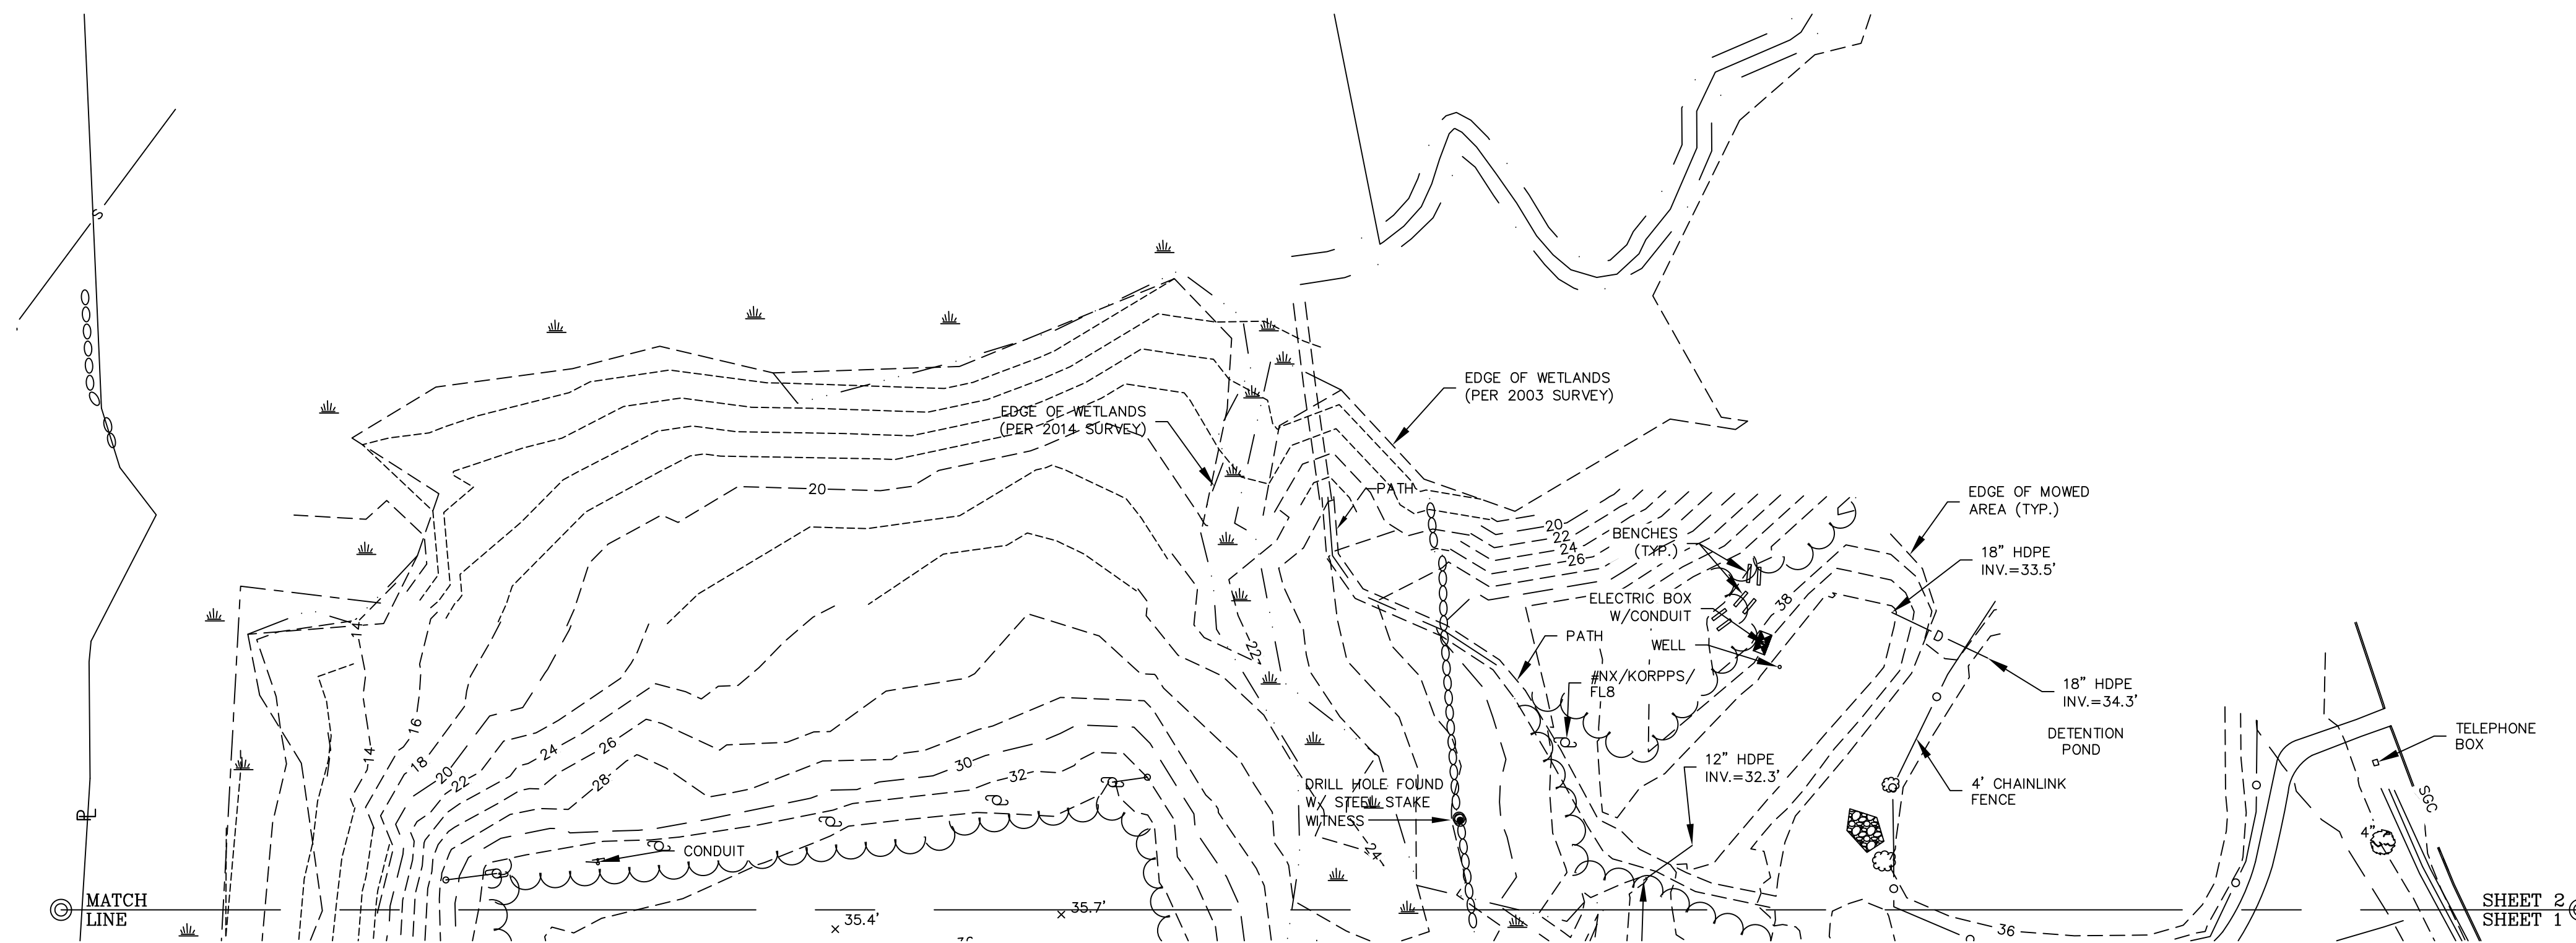 S
EDGE OF WETLANDS
(PER 2003 SURVEY)
EDGE OF WETLANDS
(PER 2014 SURVEY)
20
PATH
EDGE OF MOWED
AREA (TYP.)
20
22
24
26
BENCHES
(TYP.)
18" HDPE
INV.=33.5'
ELECTRIC BOX
W/CONDUIT
38
14
PATH
D
WELL
22
#NX/KORPPS/
FL8
18" HDPE
INV.=34.3'
16
14
18
20
22
24
26
28
30
32
DETENTION
POND
TELEPHONE
BOX
12" HDPE
INV.=32.3'
4' CHAINLINK
FENCE
DRILL HOLE FOUND
W/ STEEL STAKE
WITNESS
SGC
PL
4"
24
CONDUIT
MATCH
LINE
35.4'
35.7'
36
SHEET 2
SHEET 1